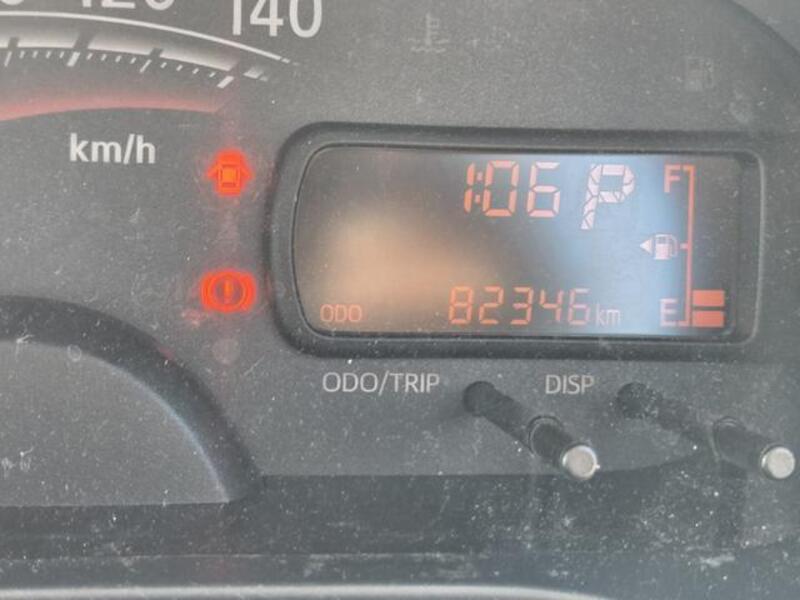 140
km/h
1:06 P F
ODO 82346 km E
ODO/TRIP DISP